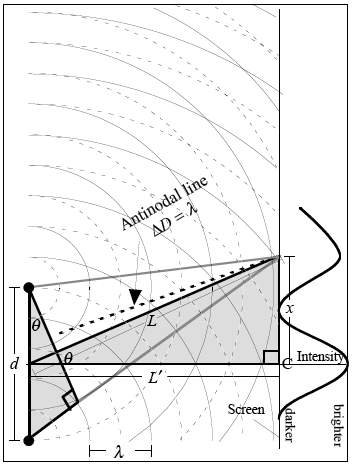 Antinodal line
ΔD = λ
θ
L
x
d
θ
C
Intensity
L′
Screen
darker
brighter
λ